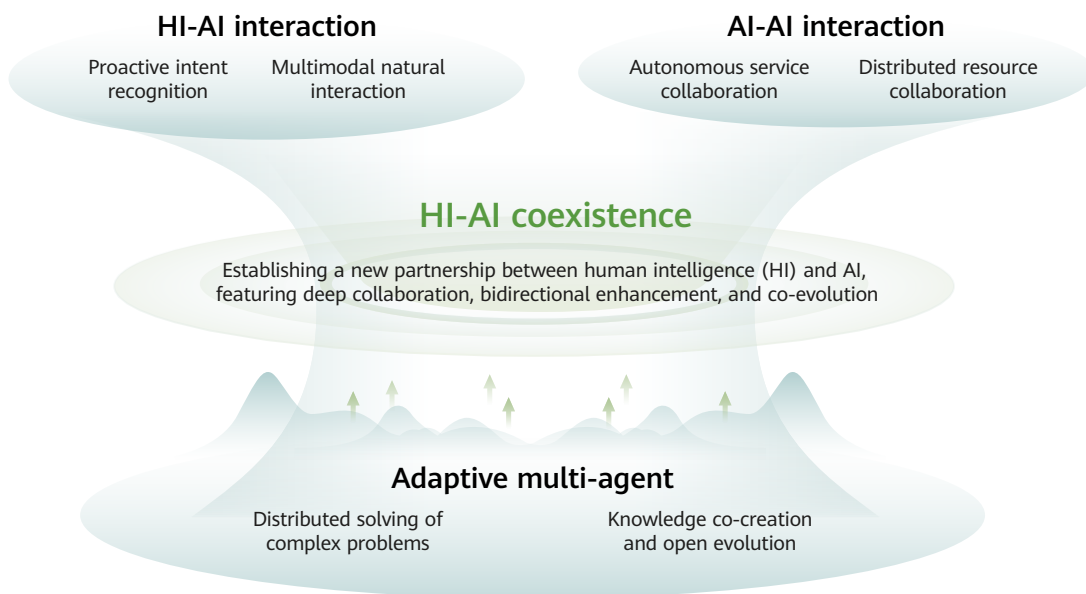 HI-AI interaction
Proactive intent
recognition
Multimodal natural
interaction
AI-AI interaction
Autonomous service
collaboration
Distributed resource
collaboration
HI-AI coexistence
Establishing a new partnership between human intelligence (HI) and AI,
featuring deep collaboration, bidirectional enhancement, and co-evolution
Adaptive multi-agent
Distributed solving of
complex problems
Knowledge co-creation
and open evolution